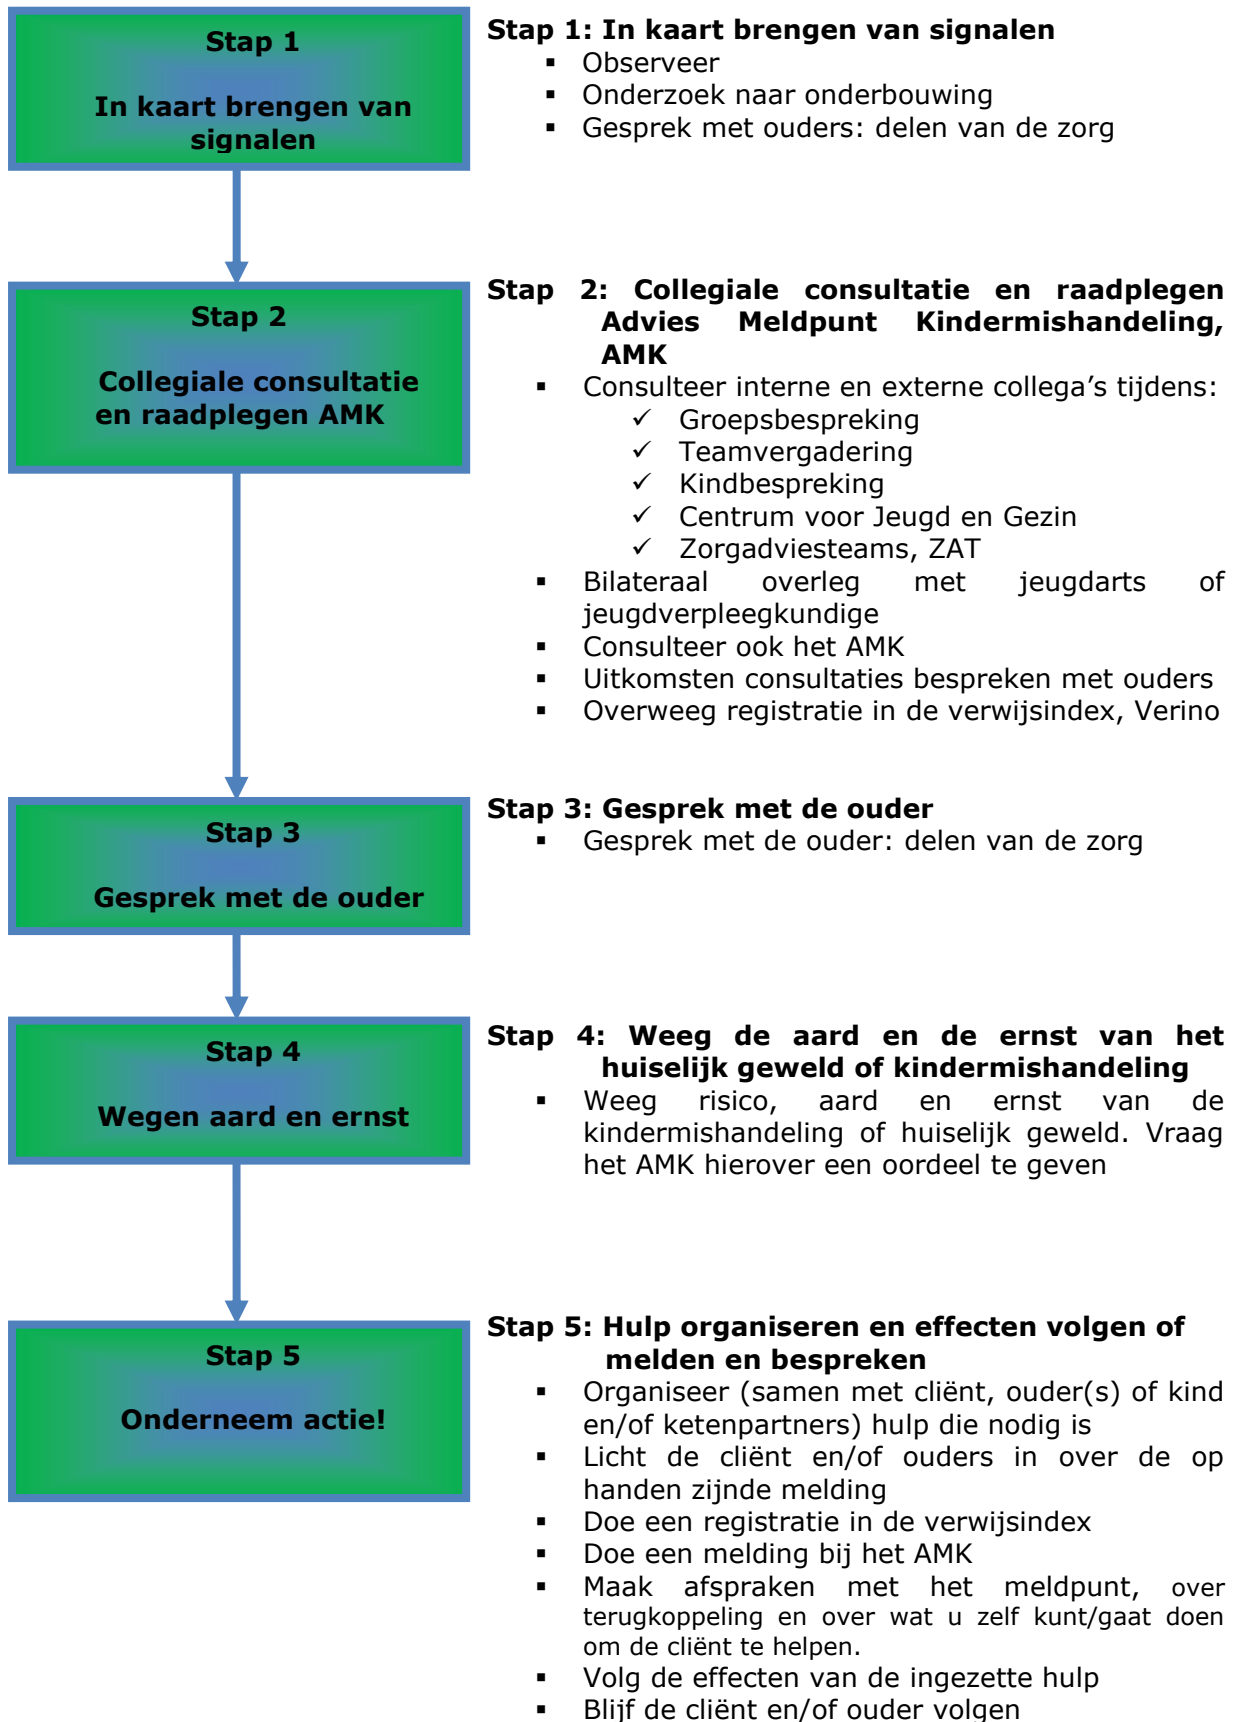 Stap 1
In kaart brengen van
signalen
Stap 1: In kaart brengen van signalen
▪ Observeer
▪ Onderzoek naar onderbouwing
▪ Gesprek met ouders: delen van de zorg
Stap 2
Collegiale consultatie
en raadplegen AMK
Stap 2: Collegiale consultatie en raadplegen
Advies Meldpunt Kindermishandeling,
AMK
▪ Consulteer interne en externe collega's tijdens:
✓ Groepsbespreking
✓ Teamvergadering
✓ Kindbespreking
✓ Centrum voor Jeugd en Gezin
✓ Zorgadviesteams, ZAT
▪ Bilateraal overleg met jeugdarts of
jeugdverpleegkundige
▪ Consulteer ook het AMK
▪ Uitkomsten consultaties bespreken met ouders
▪ Overweeg registratie in de verwijsindex, Verino
Stap 3
Gesprek met de ouder
Stap 3: Gesprek met de ouder
▪ Gesprek met de ouder: delen van de zorg
Stap 4
Wegen aard en ernst
Stap 4: Weeg de aard en de ernst van het
huiselijk geweld of kindermishandeling
▪ Weeg risico, aard en ernst van de
kindermishandeling of huiselijk geweld. Vraag
het AMK hierover een oordeel te geven
Stap 5
Onderneem actie!
Stap 5: Hulp organiseren en effecten volgen of
melden en bespreken
▪ Organiseer (samen met cliënt, ouder(s) of kind
en/of ketenpartners) hulp die nodig is
▪ Licht de cliënt en/of ouders in over de op
handen zijnde melding
▪ Doe een registratie in de verwijsindex
▪ Doe een melding bij het AMK
▪ Maak afspraken met het meldpunt, over
terugkoppeling en over wat u zelf kunt/gaat doen
om de cliënt te helpen.
▪ Volg de effecten van de ingezette hulp
▪ Blijf de cliënt en/of ouder volgen